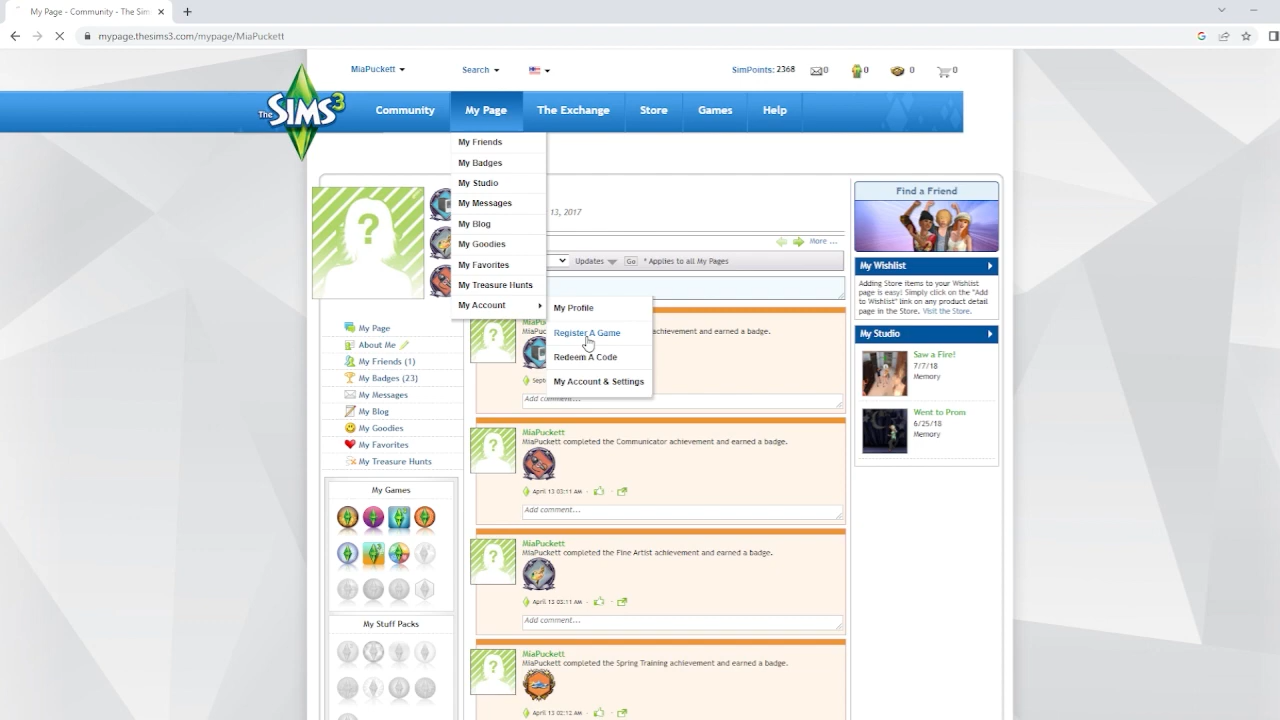 My Page - Community - The Sim
mypage.thesims3.com/mypage/MiaPuckett
MiaPuckett
Search
SimPoints: 2368
0
0
0
0
The SIMS 3
Community
My Page
The Exchange
Store
Games
Help
My Friends
My Badges
My Studio
My Messages
My Blog
My Goodies
My Favorites
My Treasure Hunts
My Account
My Profile
Register A Game
Redeem A Code
My Account & Settings
13, 2017
More ...
Updates
Go
* Applies to all My Pages
My Page
About Me
My Friends (1)
My Badges (23)
My Messages
My Blog
My Goodies
My Favorites
My Treasure Hunts
My Games
My Stuff Packs
achievement and earned a badge.
Sept
Add comment...
MiaPuckett
MiaPuckett completed the Communicator achievement and earned a badge.
April 13 03:11 AM
Add comment...
MiaPuckett
MiaPuckett completed the Fine Artist achievement and earned a badge.
April 13 03:11 AM
Add comment...
MiaPuckett
MiaPuckett completed the Spring Training achievement and earned a badge.
April 13 02:12 AM
Find a Friend
My Wishlist
Adding Store items to your Wishlist
page is easy! Simply click on the "Add
to Wishlist" link on any product detail
page in the Store. Visit the Store.
My Studio
Saw a Fire!
7/7/18
Memory
Went to Prom
6/25/18
Memory